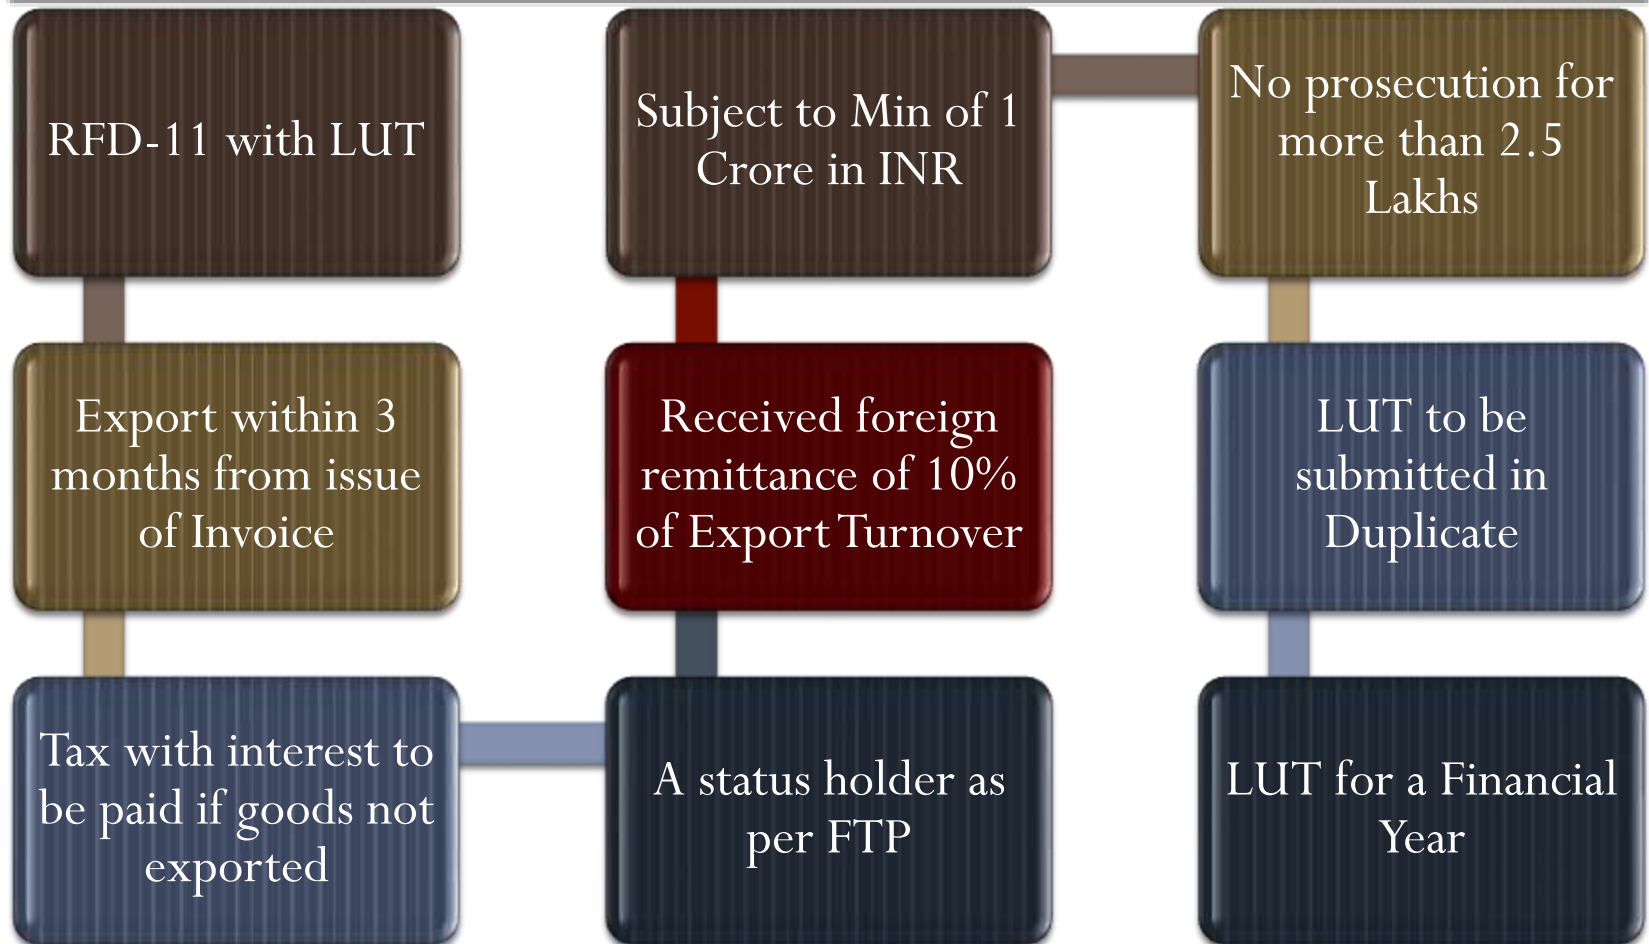 RFD-11 with LUT
Export within 3
months from issue
of Invoice
Tax with interest to
be paid if goods not
exported
A status holder as
per FTP
Received foreign
remittance of 10%
of Export Turnover
Subject to Min of 1
Crore in INR
No prosecution for
more than 2.5
Lakhs
LUT to be
submitted in
Duplicate
LUT for a Financial
Year